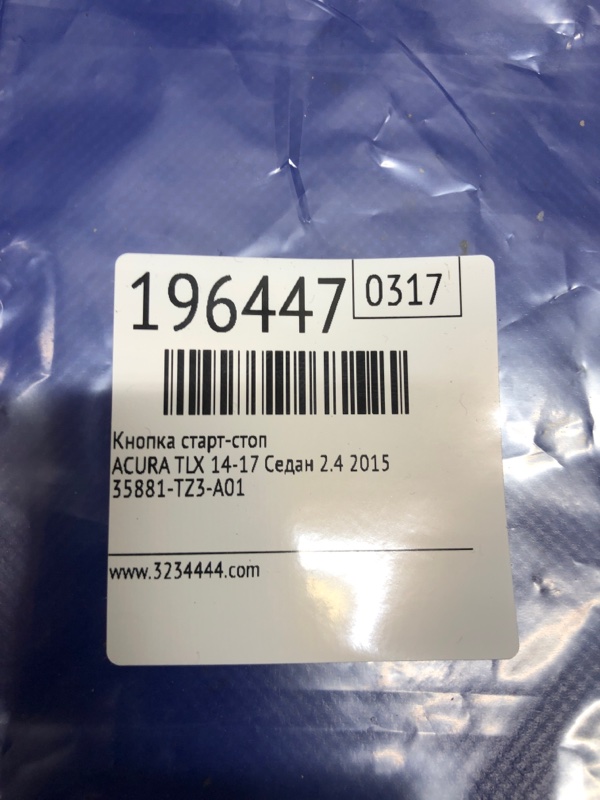 196447 0317
Кнопка старт-стоп
ACURA TLX 14-17 Седан 2.4 2015
35881-TZ3-A01
www.3234444.com